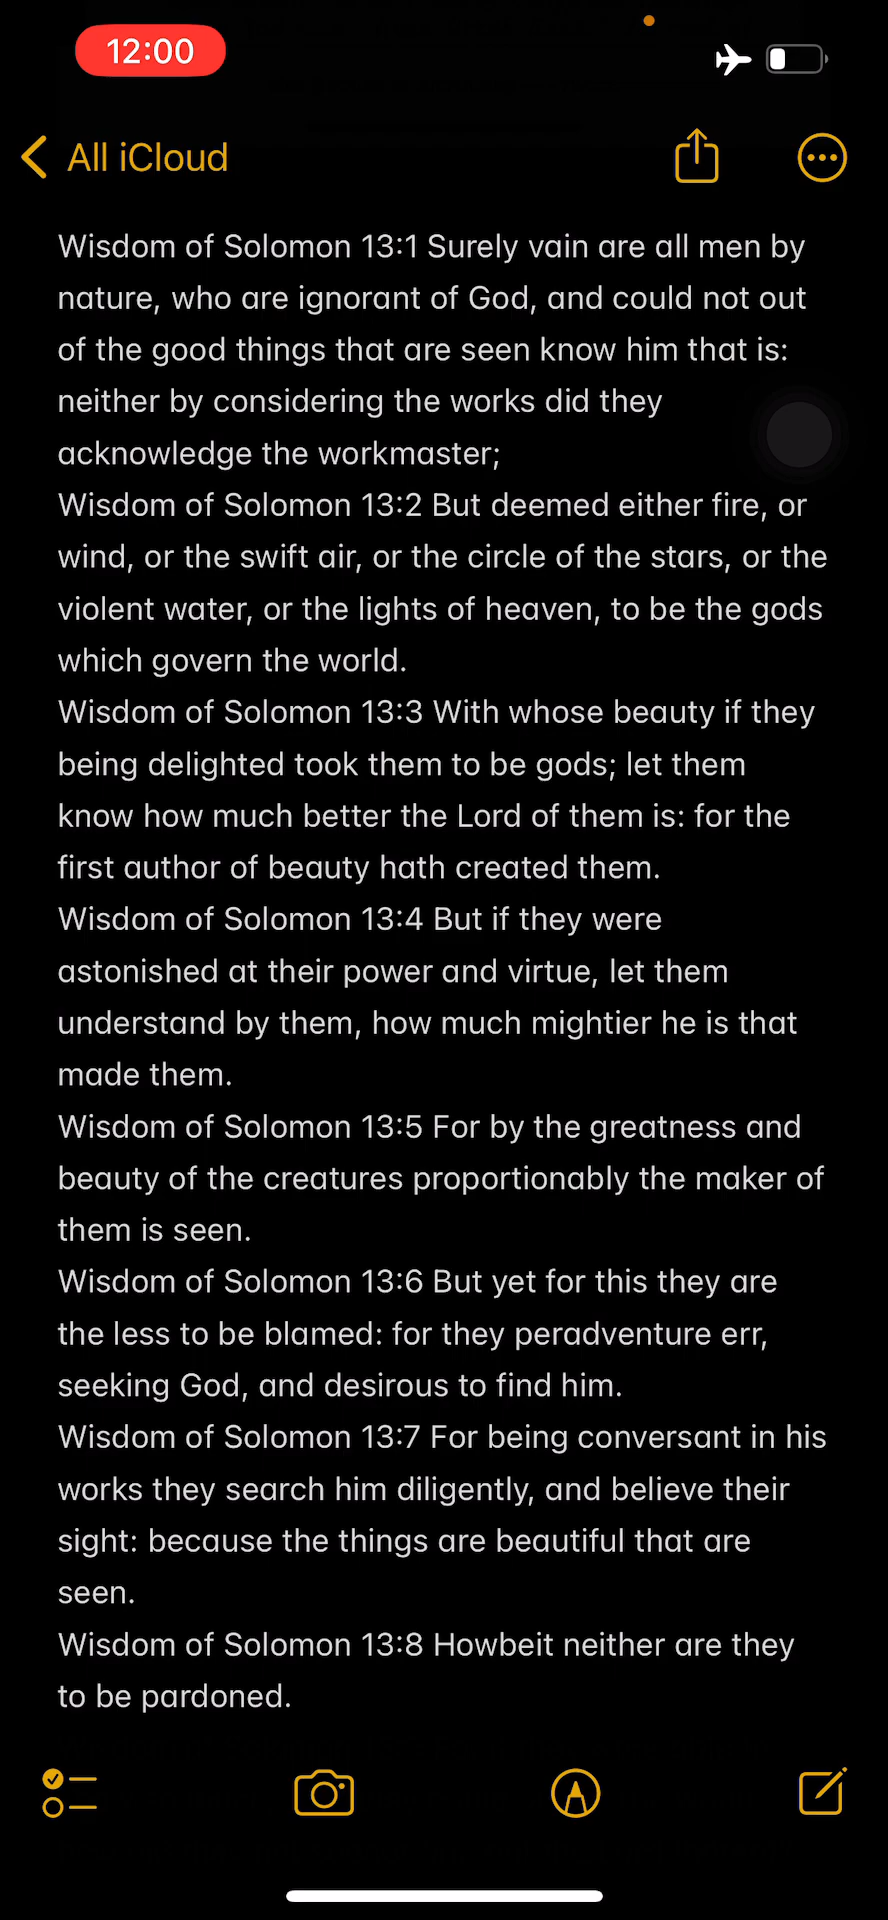 12:00
All iCloud
Wisdom of Solomon 13:1 Surely vain are all men by
nature, who are ignorant of God, and could not out
of the good things that are seen know him that is:
neither by considering the works did they
acknowledge the workmaster;
Wisdom of Solomon 13:2 But deemed either fire, or
wind, or the swift air, or the circle of the stars, or the
violent water, or the lights of heaven, to be the gods
which govern the world.
Wisdom of Solomon 13:3 With whose beauty if they
being delighted took them to be gods; let them
know how much better the Lord of them is: for the
first author of beauty hath created them.
Wisdom of Solomon 13:4 But if they were
astonished at their power and virtue, let them
understand by them, how much mightier he is that
made them.
Wisdom of Solomon 13:5 For by the greatness and
beauty of the creatures proportionably the maker of
them is seen.
Wisdom of Solomon 13:6 But yet for this they are
the less to be blamed: for they peradventure err,
seeking God, and desirous to find him.
Wisdom of Solomon 13:7 For being conversant in his
works they search him diligently, and believe their
sight: because the things are beautiful that are
seen.
Wisdom of Solomon 13:8 Howbeit neither are they
to be pardoned.